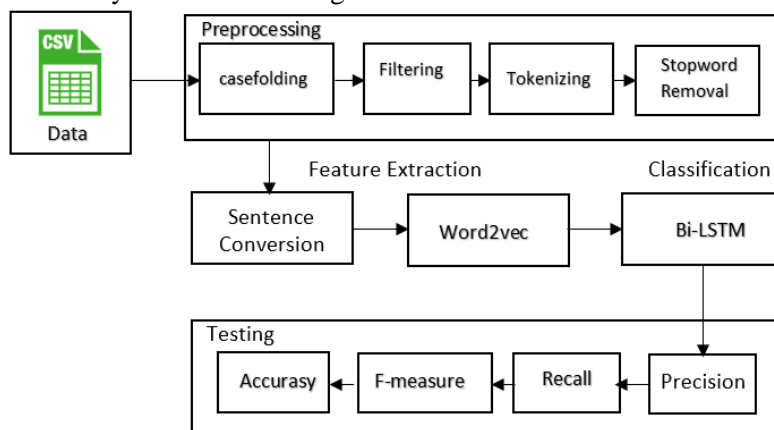 Preprocessing
CSV
casefolding
Filtering
Tokenizing
Stopword
Removal
Data
Feature Extraction
Classification
Sentence
Conversion
Word2vec
Bi-LSTM
Testing
Accurasy
F-measure
Recall
Precision